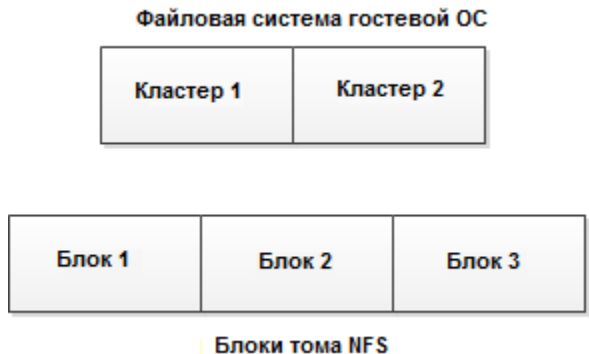 Файловая система гостевой ОС
Кластер 1
Кластер 2
Блок 1
Блок 2
Блок 3
Блоки тома NFS